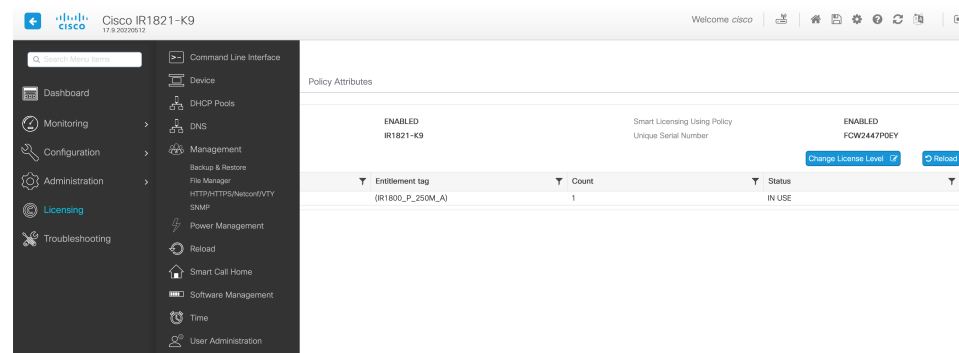 CISCO
Cisco IR1821-K9
17.9.20220512
Welcome cisco
Search Menu Items
Dashboard
Monitoring
Configuration
Administration
Licensing
Troubleshooting
Command Line Interface
Device
DHCP Pools
DNS
Management
Backup & Restore
File Manager
HTTP/HTTPS/Netconf/VTY
SNMP
Power Management
Reload
Smart Call Home
Software Management
Time
User Administration
Policy Attributes
ENABLED
Smart Licensing Using Policy
ENABLED
IR1821-K9
Unique Serial Number
FCW2447P0EY
Change License Level
Reload
Entitlement tag
Count
Status
(IR1800_P_250M_A)
1
IN USE